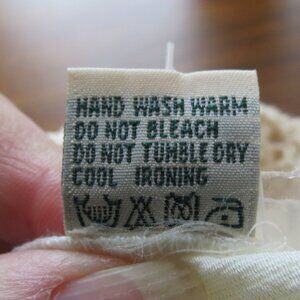 HAND WASH WARM
DO NOT BLEACH
DO NOT TUMBLE DRY
COOL IRONING